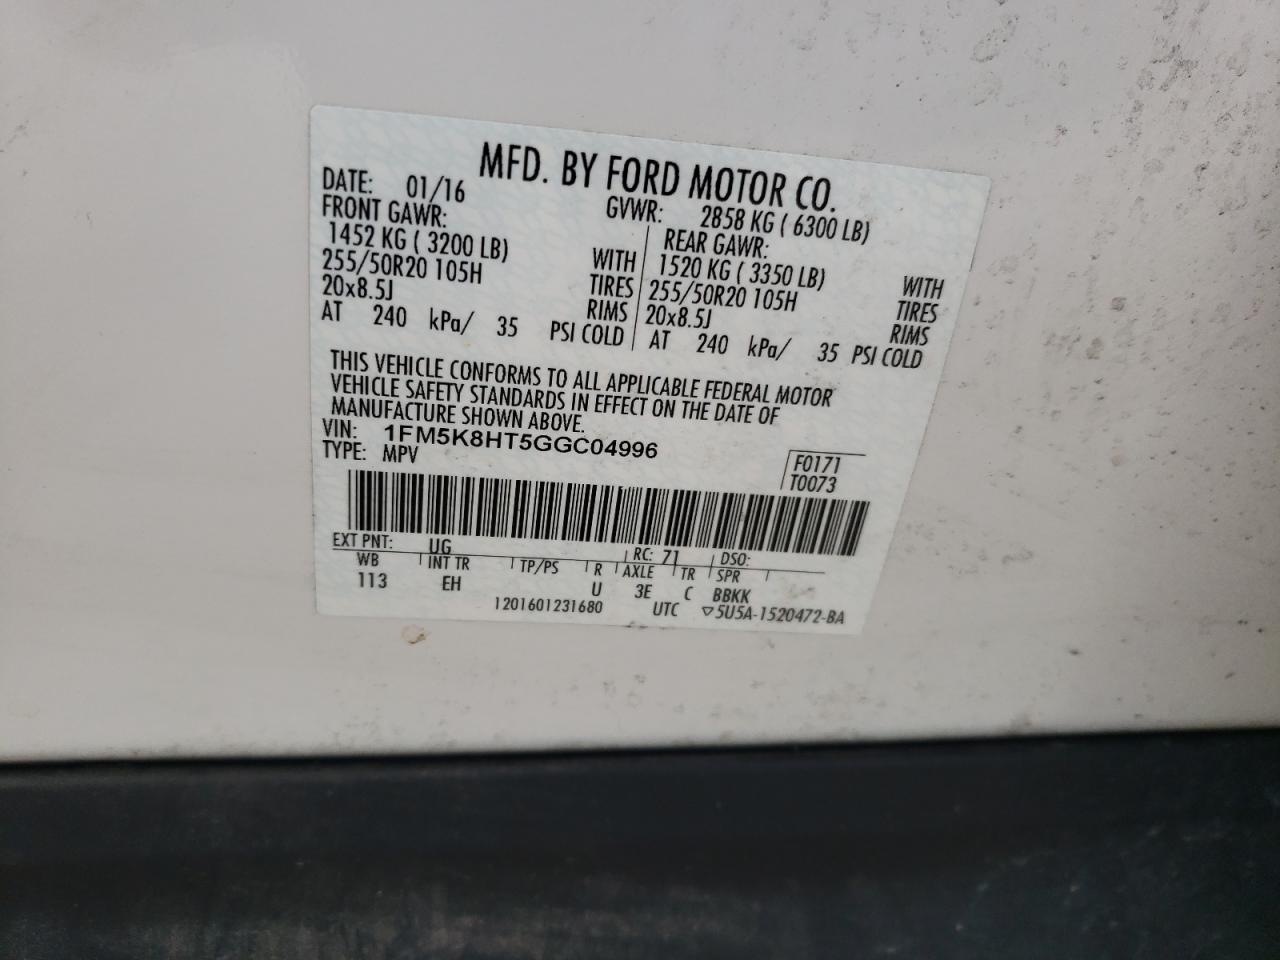 MFD. BY FORD MOTOR CO.
DATE: 01/16 GVWR: 2858 KG ( 6300 LB)
FRONT GAWR: REAR GAWR:
1452 KG ( 3200 LB) WITH 1520 KG ( 3350 LB) WITH
255/50R20 105H TIRES 255/50R20 105H TIRES
20x8.5J RIMS 20x8.5J RIMS
AT 240 kPa/ 35 PSI COLD AT 240 kPa/ 35 PSI COLD
THIS VEHICLE CONFORMS TO ALL APPLICABLE FEDERAL MOTOR
VEHICLE SAFETY STANDARDS IN EFFECT ON THE DATE OF
MANUFACTURE SHOWN ABOVE.
VIN: 1FM5K8HT5GGC04996
TYPE: MPV
F0171
T0073
EXT PNT: UG RC: 71 DSO:
WB INT TR TP/PS R AXLE TR SPR
113 EH U 3E C BBKK
1201601231680 UTC ▽5U5A-1520472-BA